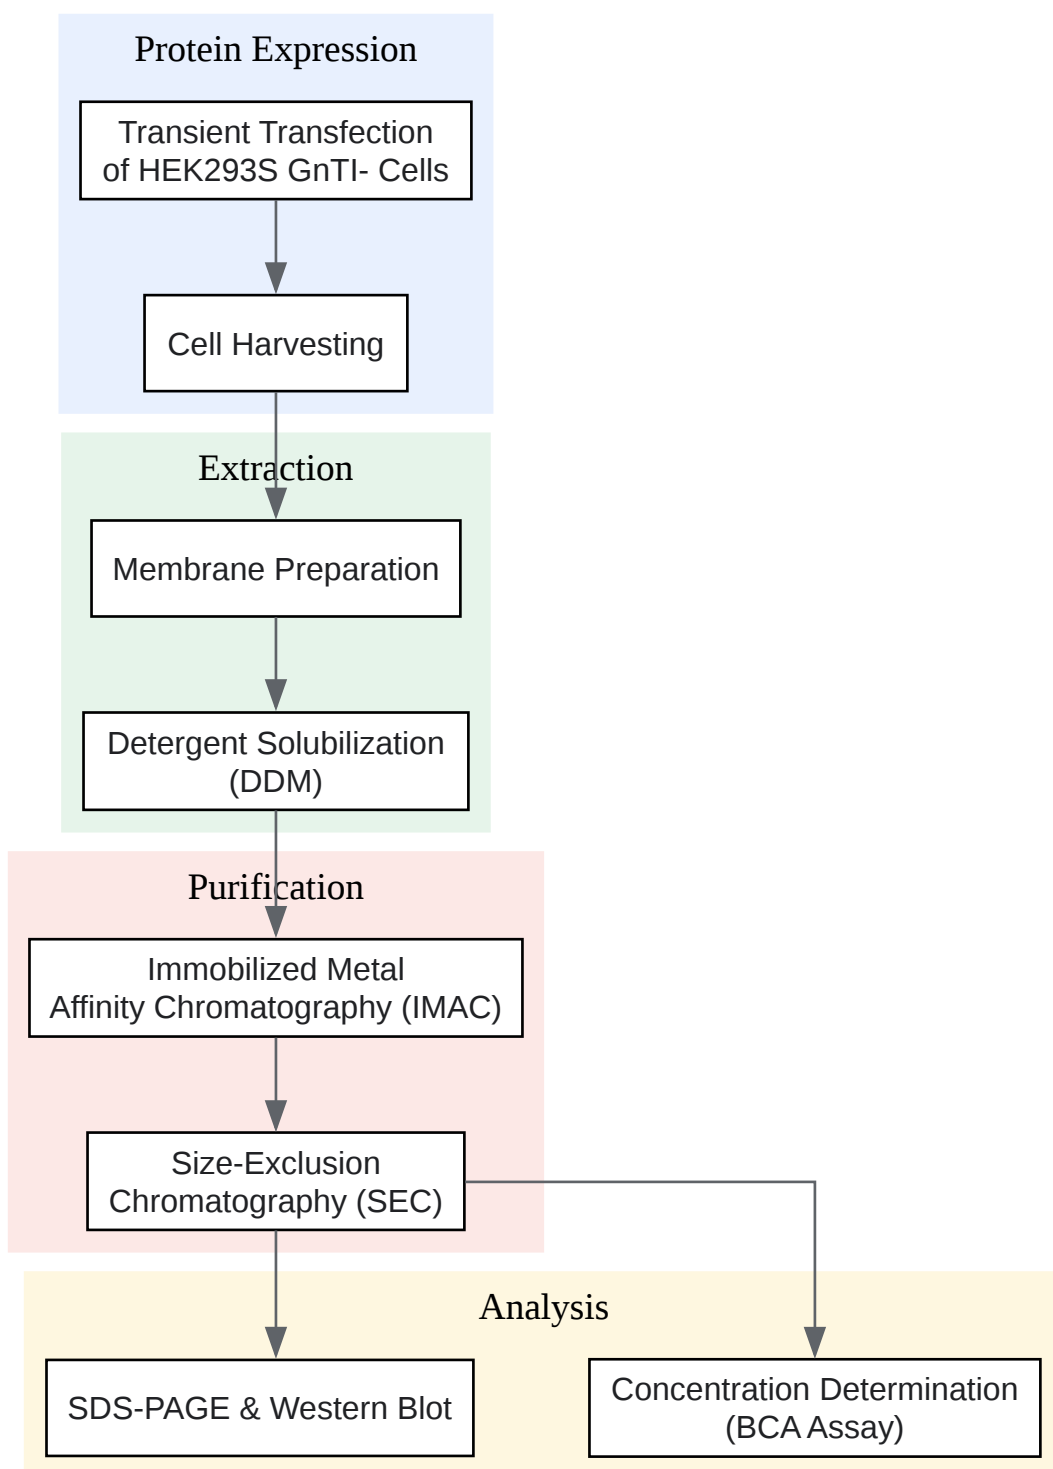 Protein Expression
Transient Transfection
of HEK293S GnTI- Cells
Cell Harvesting
Extraction
Membrane Preparation
Detergent Solubilization
(DDM)
Purification
Immobilized Metal
Affinity Chromatography (IMAC)
Size-Exclusion
Chromatography (SEC)
Analysis
SDS-PAGE & Western Blot
Concentration Determination
(BCA Assay)